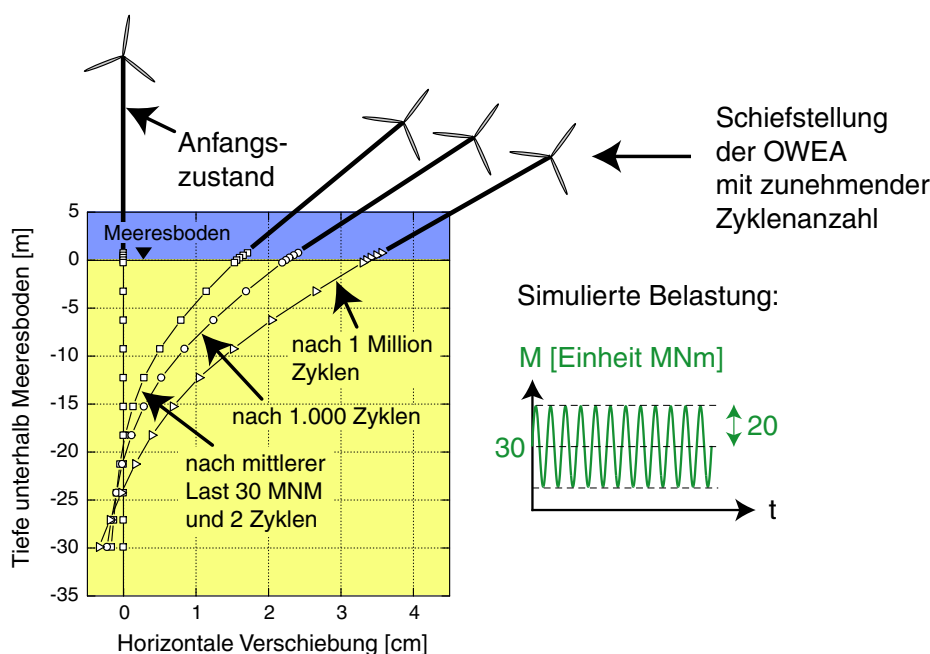 Anfangs-
zustand
Schiefstellung
der OWEA
mit zunehmender
Zyklenanzahl
Tiefe unterhalb Meeresboden [m]
5
0
-5
-10
-15
-20
-25
-30
-35
Meeresboden
nach 1 Million
Zyklen
nach 1.000 Zyklen
nach mittlerer
Last 30 MNM
und 2 Zyklen
0 1 2 3 4
Horizontale Verschiebung [cm]
Simulierte Belastung:
M [Einheit MNm]
20
30
t